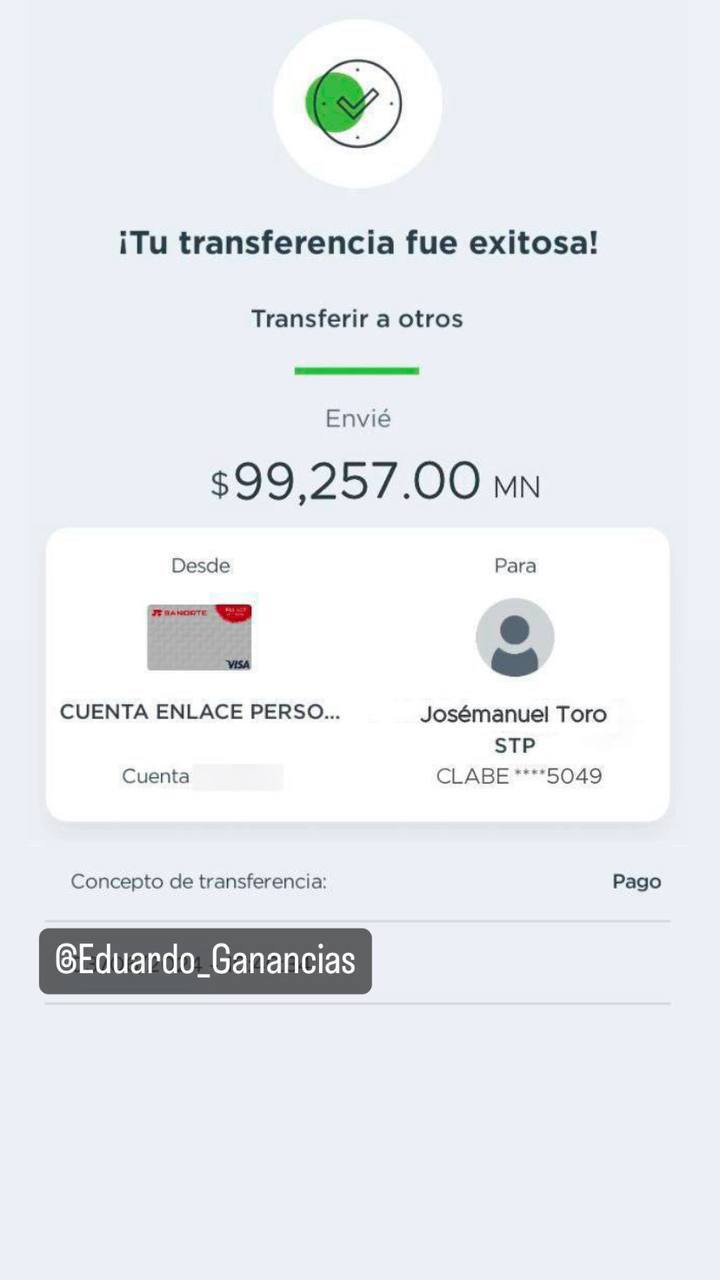 ¡Tu transferencia fue exitosa!
Transferir a otros
Envié
$99,257.00 MN
Desde
Para
BANORTE
VISA
CUENTA ENLACE PERSO...
Josémanuel Toro
STP
Cuenta
CLABE ****5049
Concepto de transferencia:
Pago
@Eduardo_Ganancias